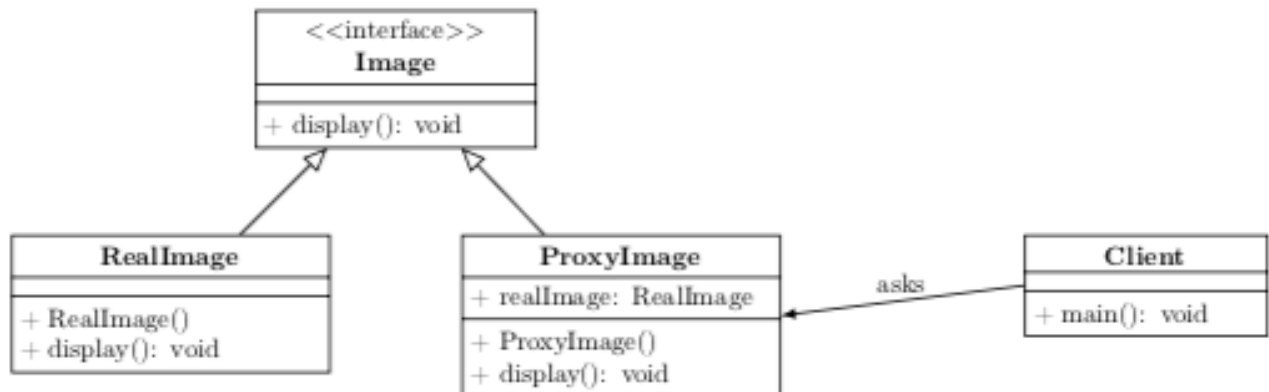 <<interface>>
Image
+ display(): void
RealImage
+ RealImage()
+ display(): void
ProxyImage
+ realImage: RealImage
+ ProxyImage()
+ display(): void
asks
Client
+ main(): void